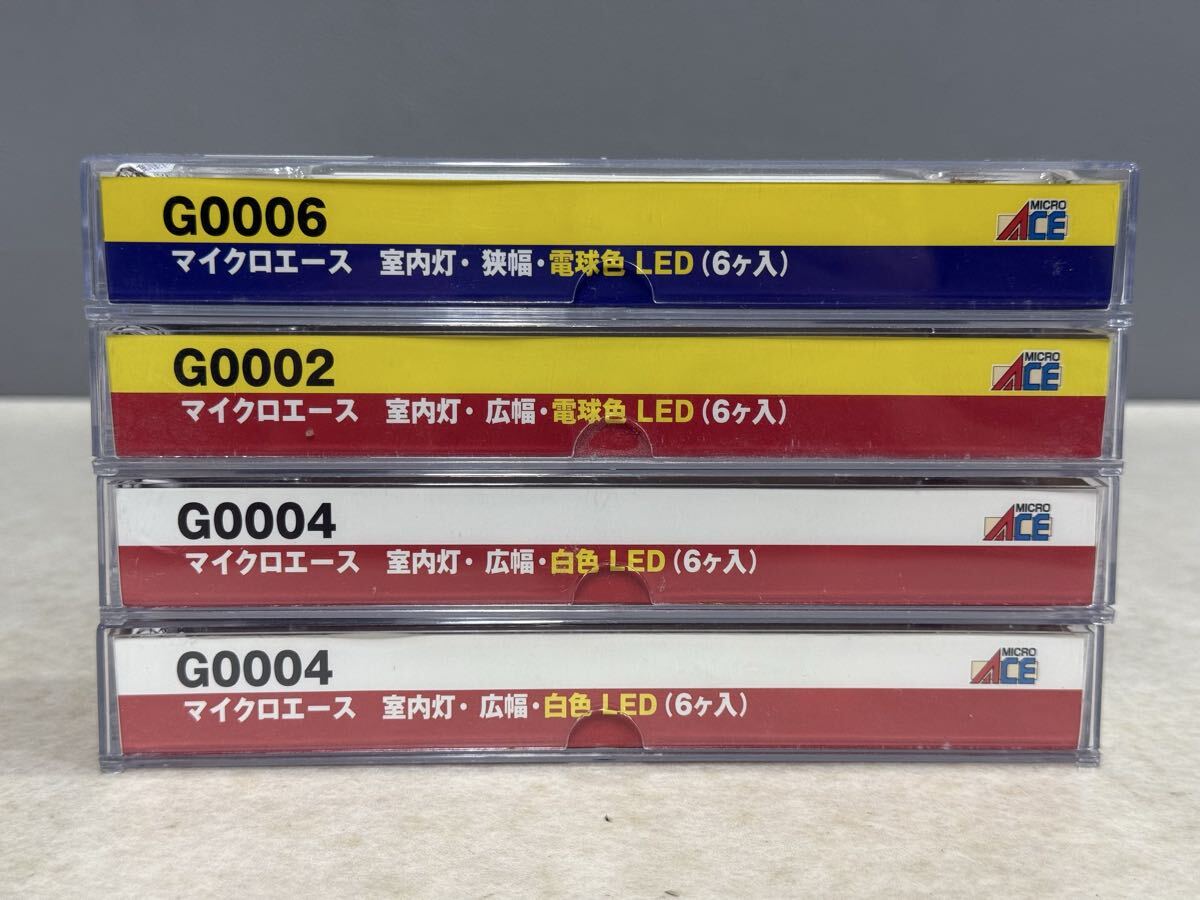 G0006
MICRO ACE
マイクロエース 室内灯・狭幅・電球色 LED(6ヶ入)
G0002
MICRO ACE
マイクロエース 室内灯・広幅・電球色 LED(6ヶ入)
G0004
MICRO ACE
マイクロエース 室内灯・広幅・白色 LED(6ヶ入)
G0004
MICRO ACE
マイクロエース 室内灯・広幅・白色 LED(6ヶ入)